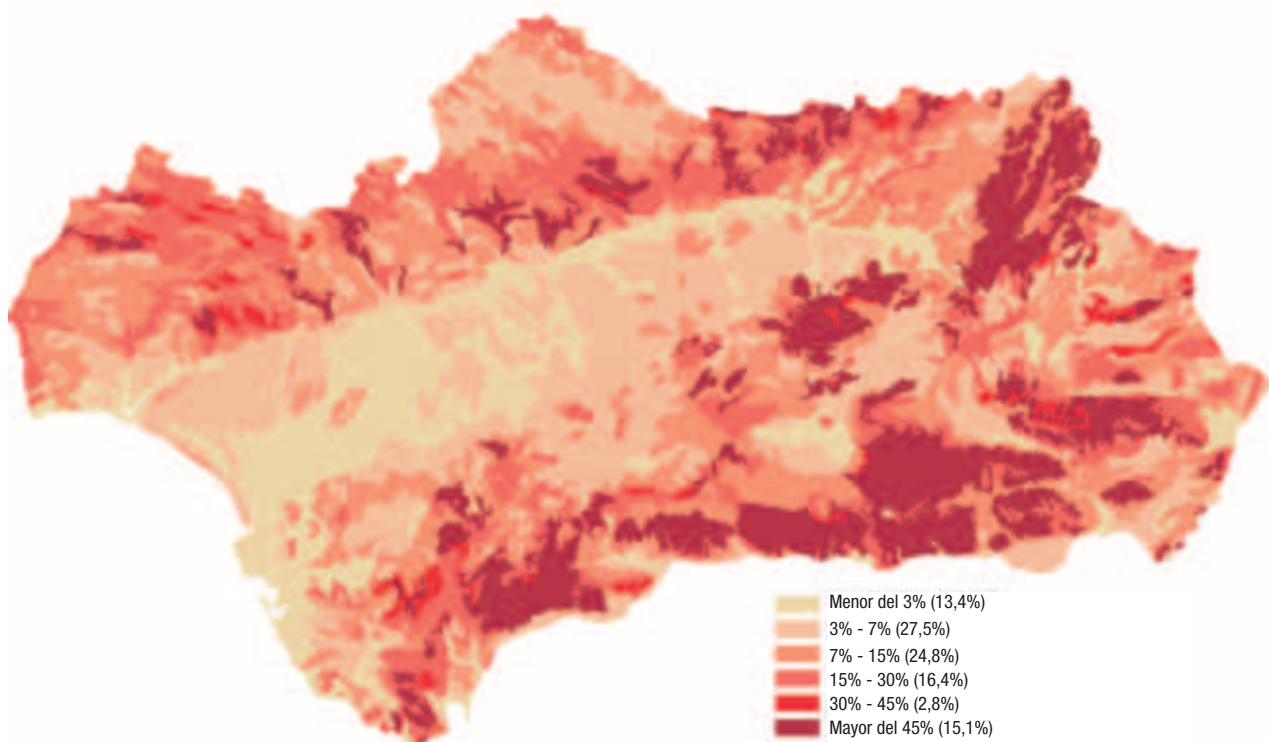 Menor del 3% (13,4%)
3% - 7% (27,5%)
7% - 15% (24,8%)
15% - 30% (16,4%)
30% - 45% (2,8%)
Mayor del 45% (15,1%)